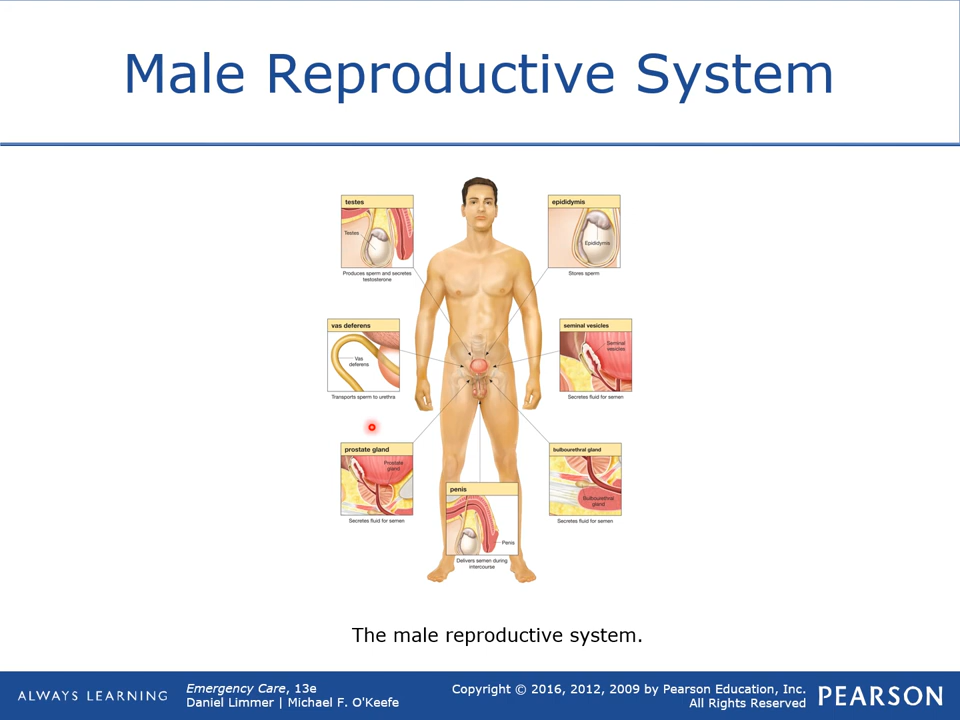 Male Reproductive System
testes
Testes
Produces sperm and secretes
testosterone
epididymis
Epididymis
Stores sperm
vas deferens
Vas
deferens
Transports sperm to urethra
seminal vesicles
Seminal
vesicles
Secretes fluid for semen
prostate gland
Prostate
gland
Secretes fluid for semen
bulbourethral gland
Bulbourethral
gland
Secretes fluid for semen
penis
Penis
Delivers semen during
intercourse
The male reproductive system.
ALWAYS LEARNING
Emergency Care, 13e
Daniel Limmer | Michael F. O'Keefe
Copyright © 2016, 2012, 2009 by Pearson Education, Inc.
All Rights Reserved
PEARSON